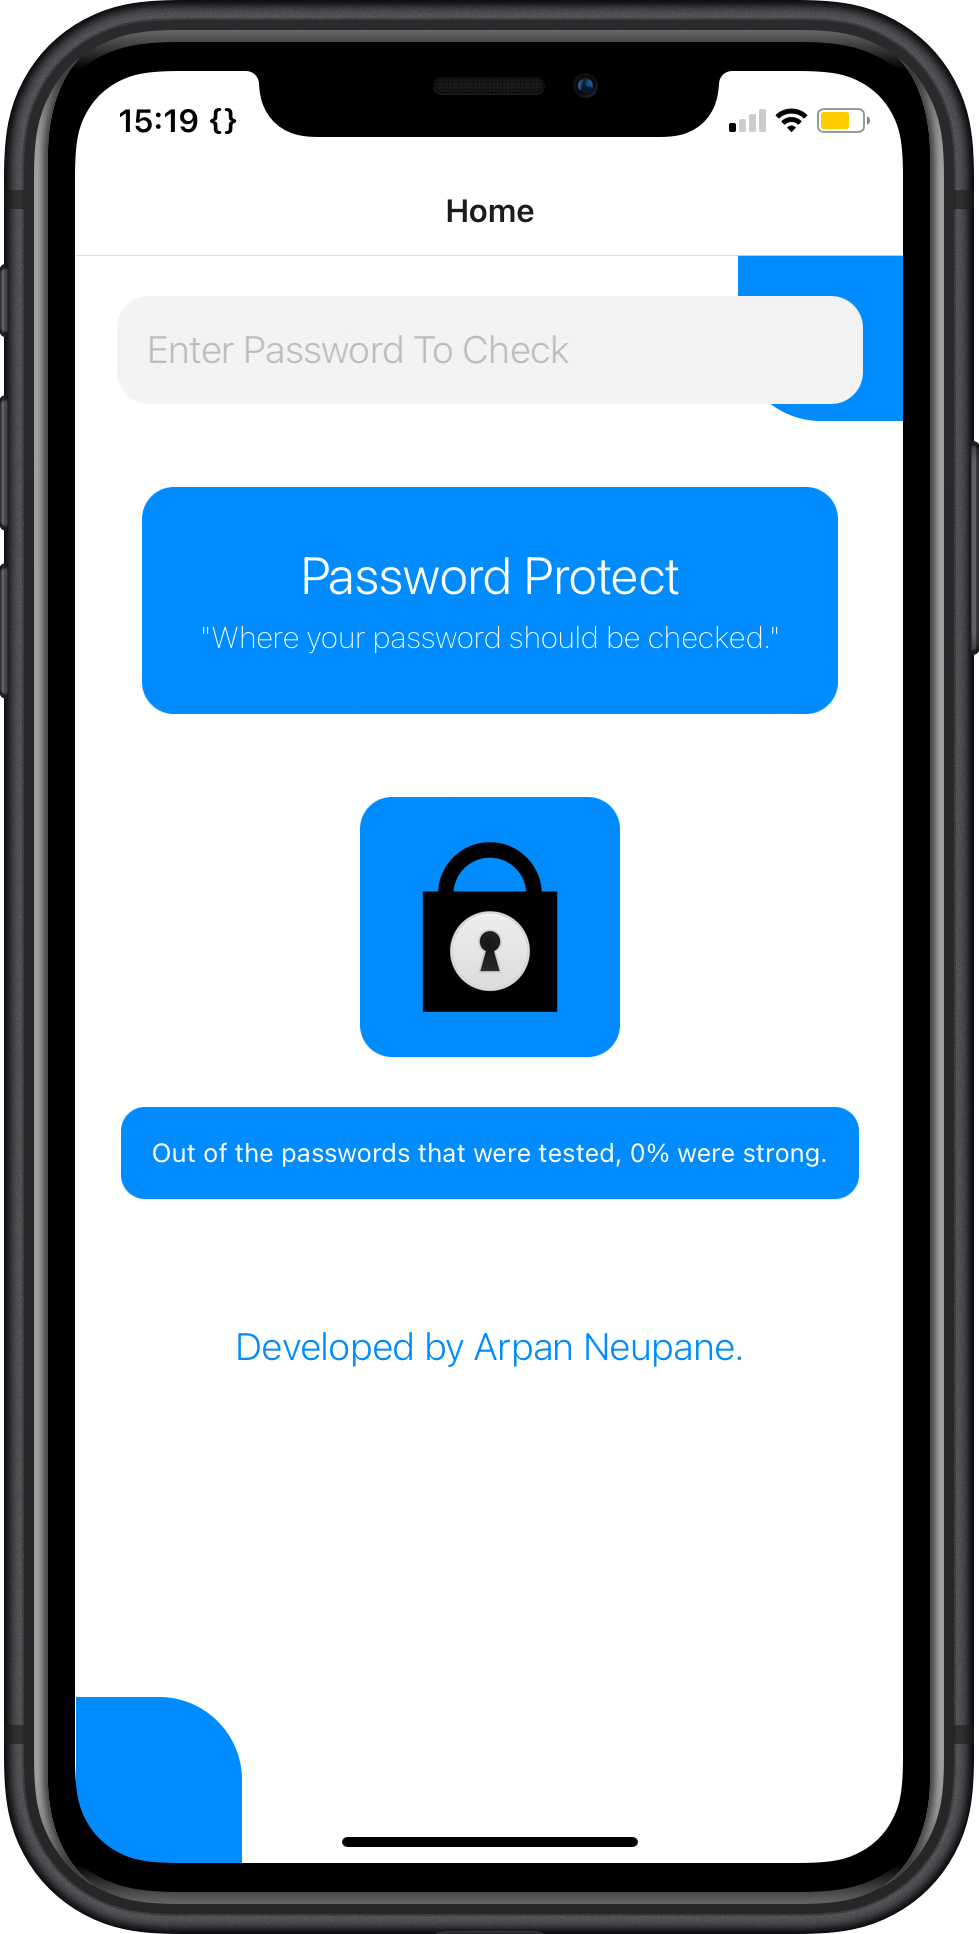 15:19 {}
Home
Enter Password To Check
Password Protect
"Where your password should be checked."
Out of the passwords that were tested, 0% were strong.
Developed by Arpan Neupane.